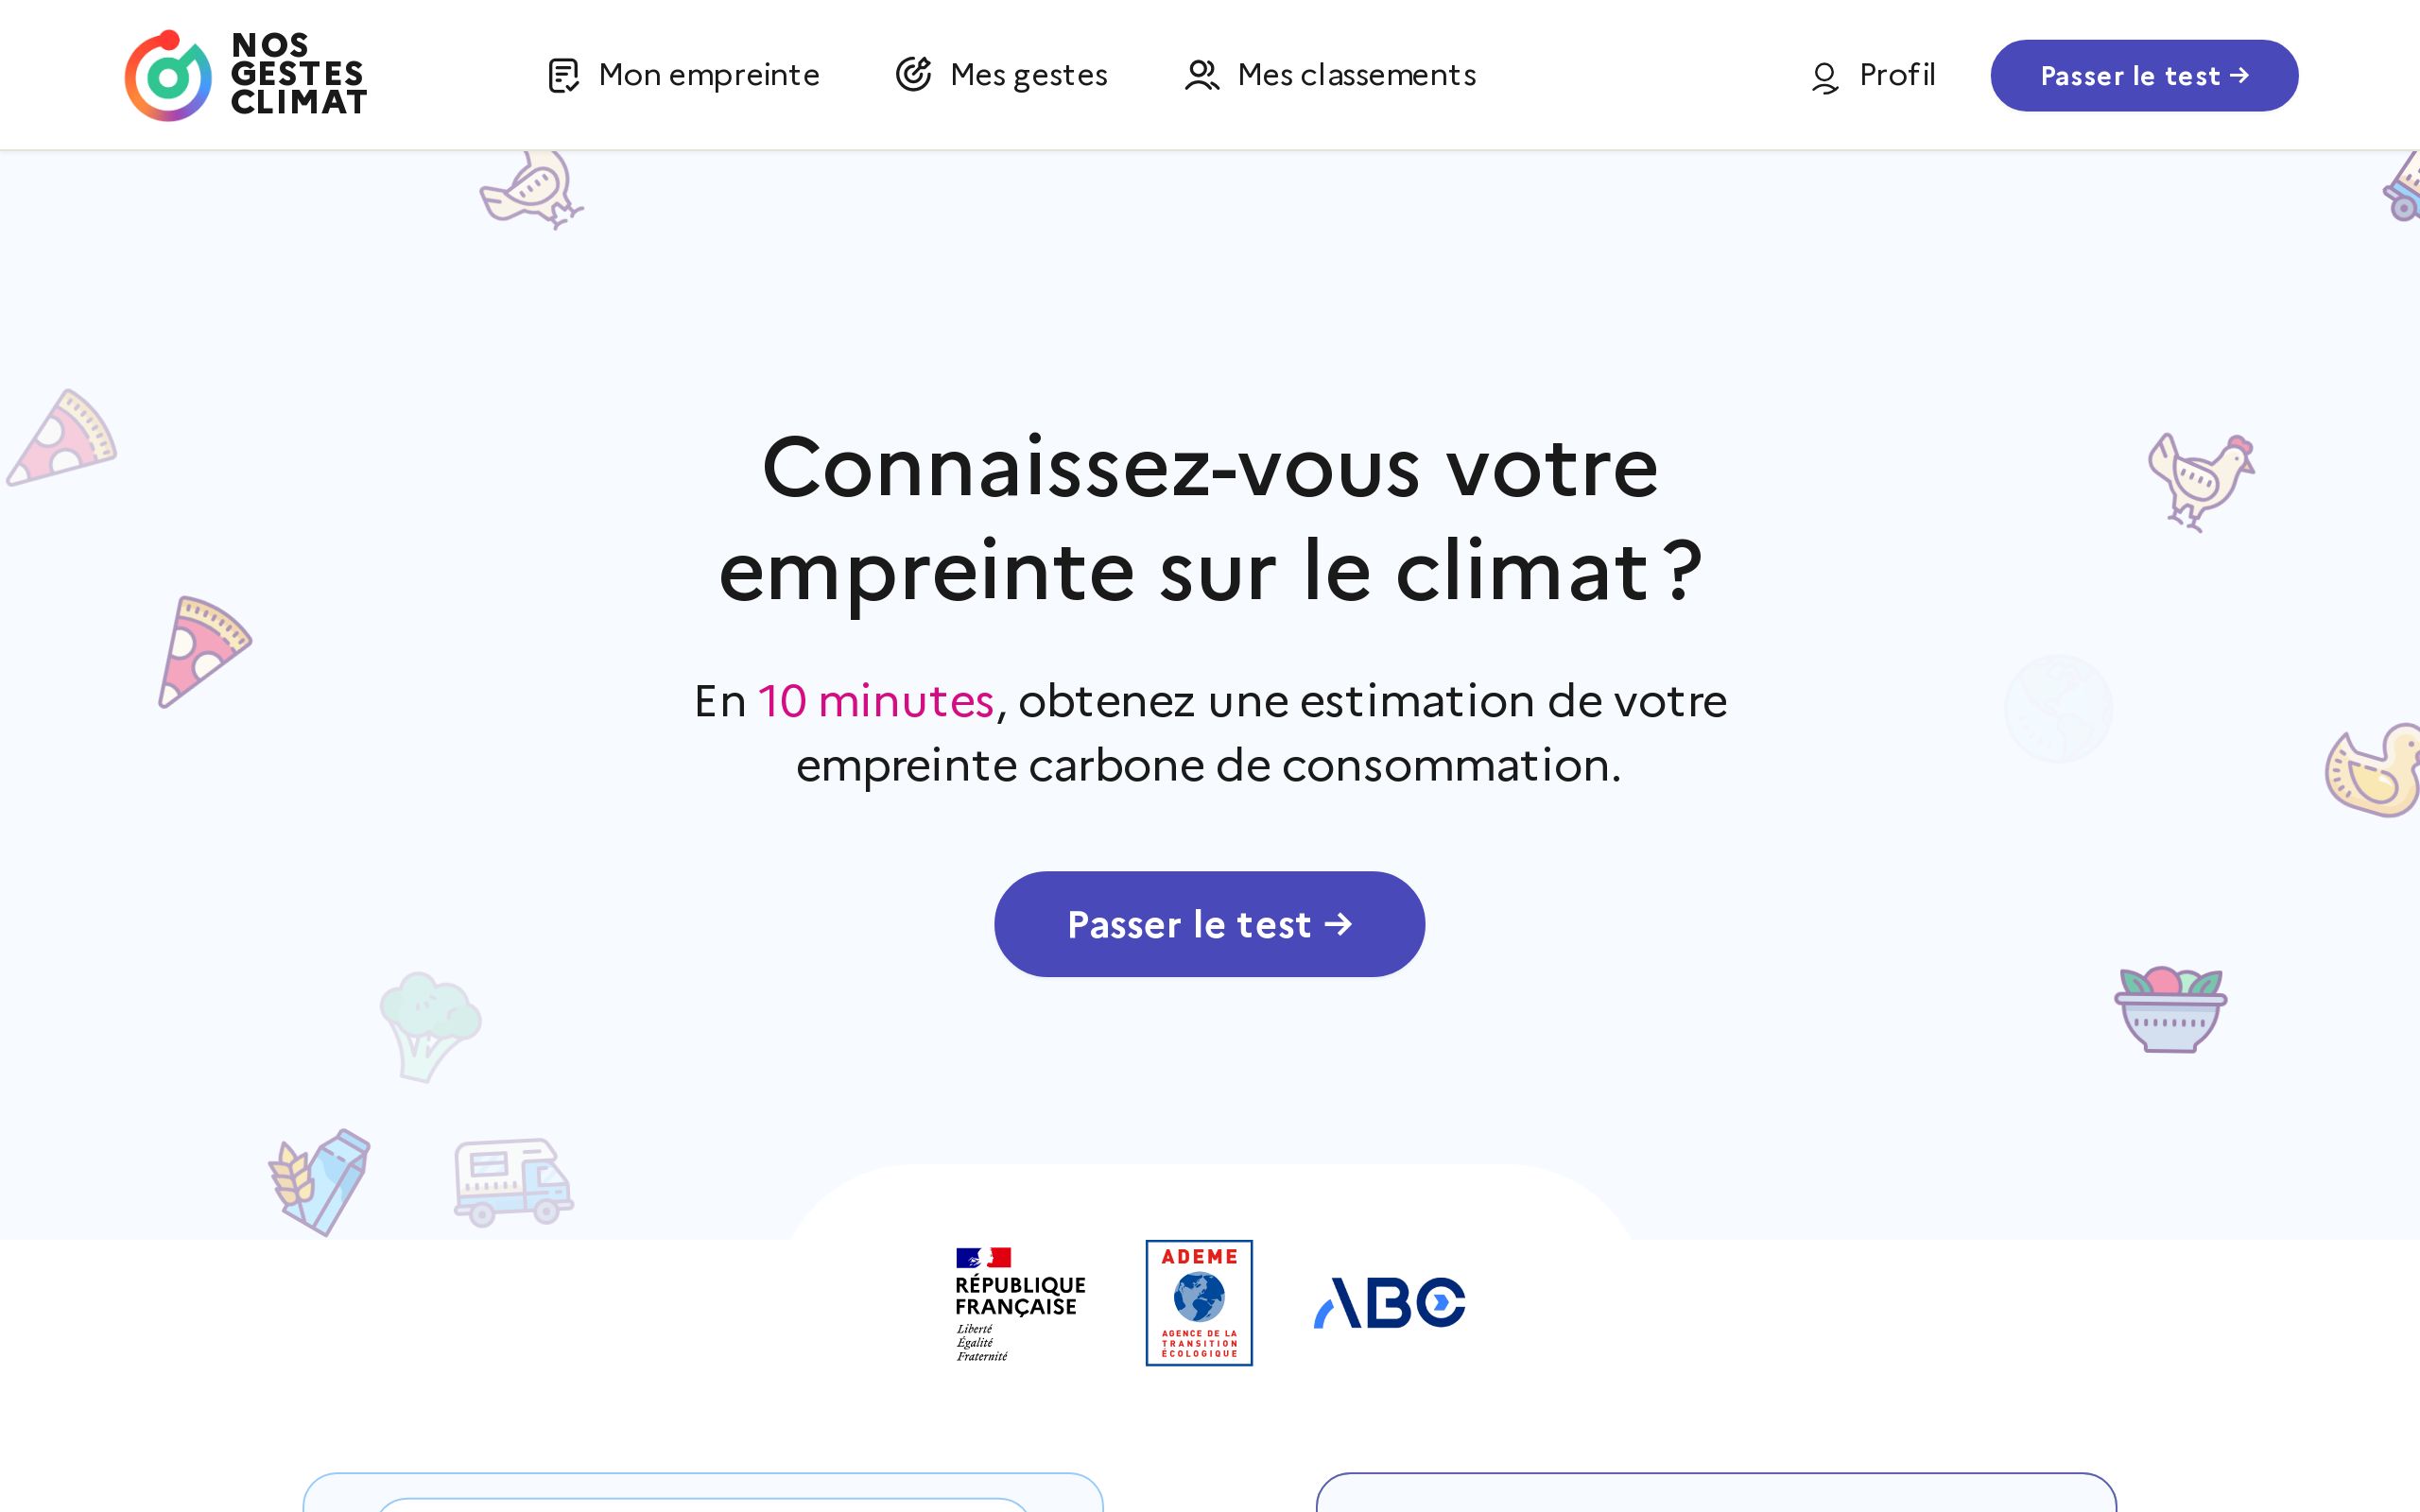 NOS
GESTES
CLIMAT
Mon empreinte
Mes gestes
Mes classements
Profil
Passer le test →
Connaissez-vous votre
empreinte sur le climat ?
En 10 minutes, obtenez une estimation de votre
empreinte carbone de consommation.
Passer le test →
RÉPUBLIQUE
FRANÇAISE
Liberté
Égalité
Fraternité
ADEME
AGENCE DE LA
TRANSITION
ÉCOLOGIQUE
ABC